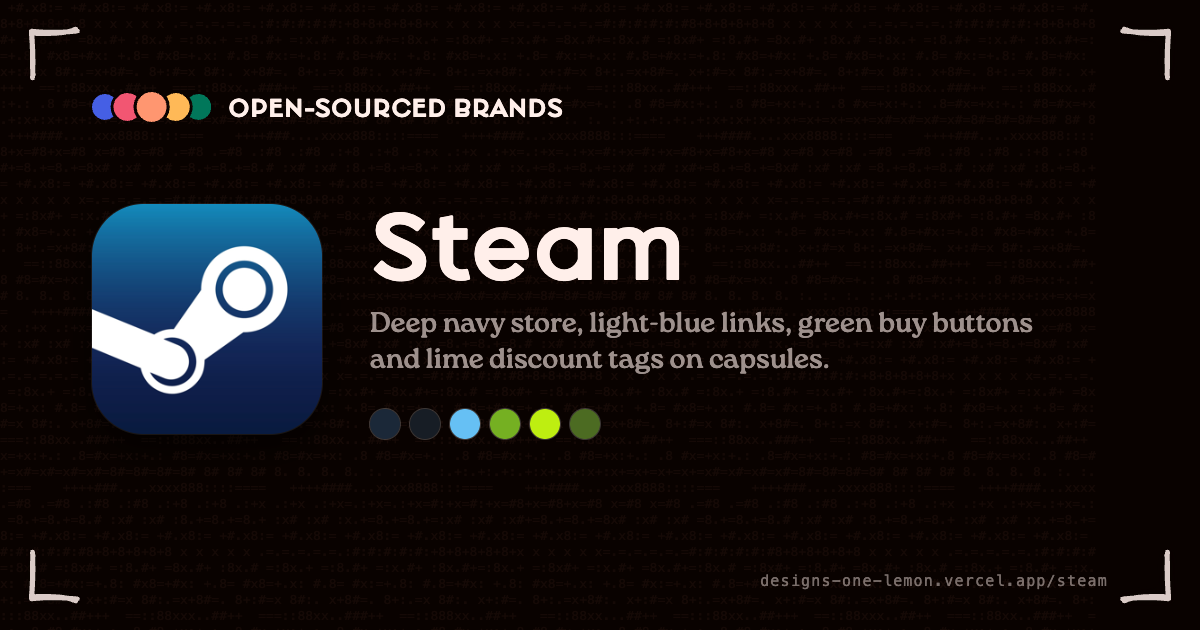 OPEN-SOURCED BRANDS
Steam
Deep navy store, light-blue links, green buy buttons
and lime discount tags on capsules.
designs-one-lemon.vercel.app/steam